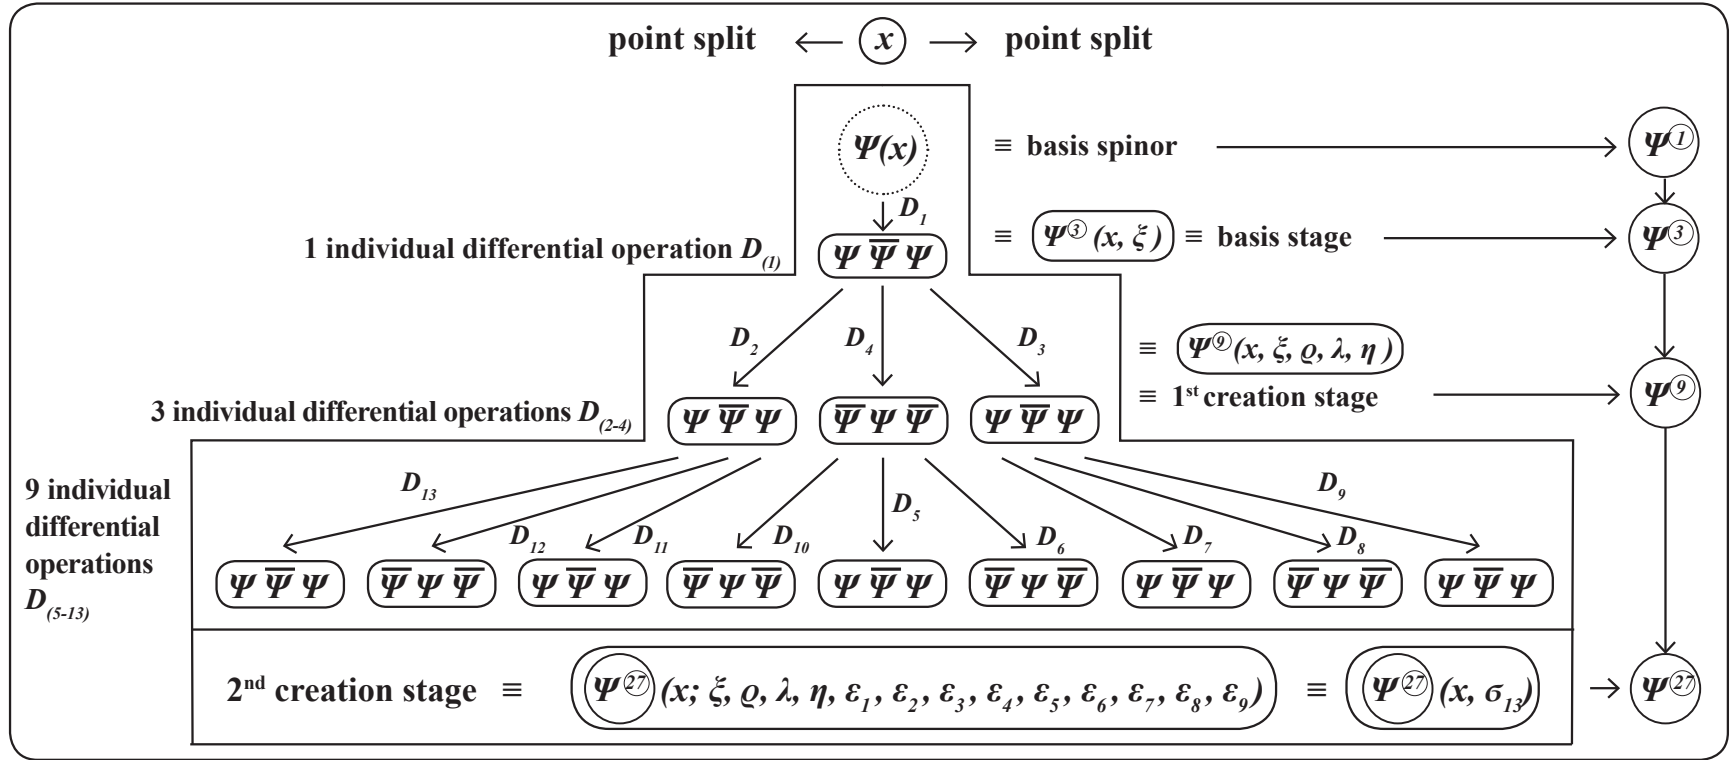 point split ← x → point split
Ψ(x) ≡ basis spinor Ψ①
D₁
1 individual differential operation D₍₁₎ Ψ Ψ̅ Ψ ≡ Ψ③ (x, ξ) ≡ basis stage Ψ③
D₂ D₄ D₃
≡ Ψ⑨(x, ξ, ϱ, λ, η)
3 individual differential operations D₍₂₋₄₎ Ψ Ψ̅ Ψ Ψ̅ Ψ Ψ̅ Ψ Ψ̅ Ψ ≡ 1st creation stage Ψ⑨
9 individual
differential
operations
D₍₅₋₁₃₎
D₁₃ D₅ D₉
D₁₂ D₁₁ D₁₀ D₆ D₇ D₈
Ψ Ψ̅ Ψ Ψ̅ Ψ Ψ̅ Ψ Ψ̅ Ψ Ψ̅ Ψ Ψ̅ Ψ Ψ̅ Ψ Ψ̅ Ψ Ψ̅ Ψ Ψ̅ Ψ Ψ̅ Ψ Ψ̅ Ψ Ψ̅ Ψ
2nd creation stage ≡ Ψ㉗(x; ξ, ϱ, λ, η, ε₁, ε₂, ε₃, ε₄, ε₅, ε₆, ε₇, ε₈, ε₉) ≡ Ψ㉗(x, σ₁₃) → Ψ㉗